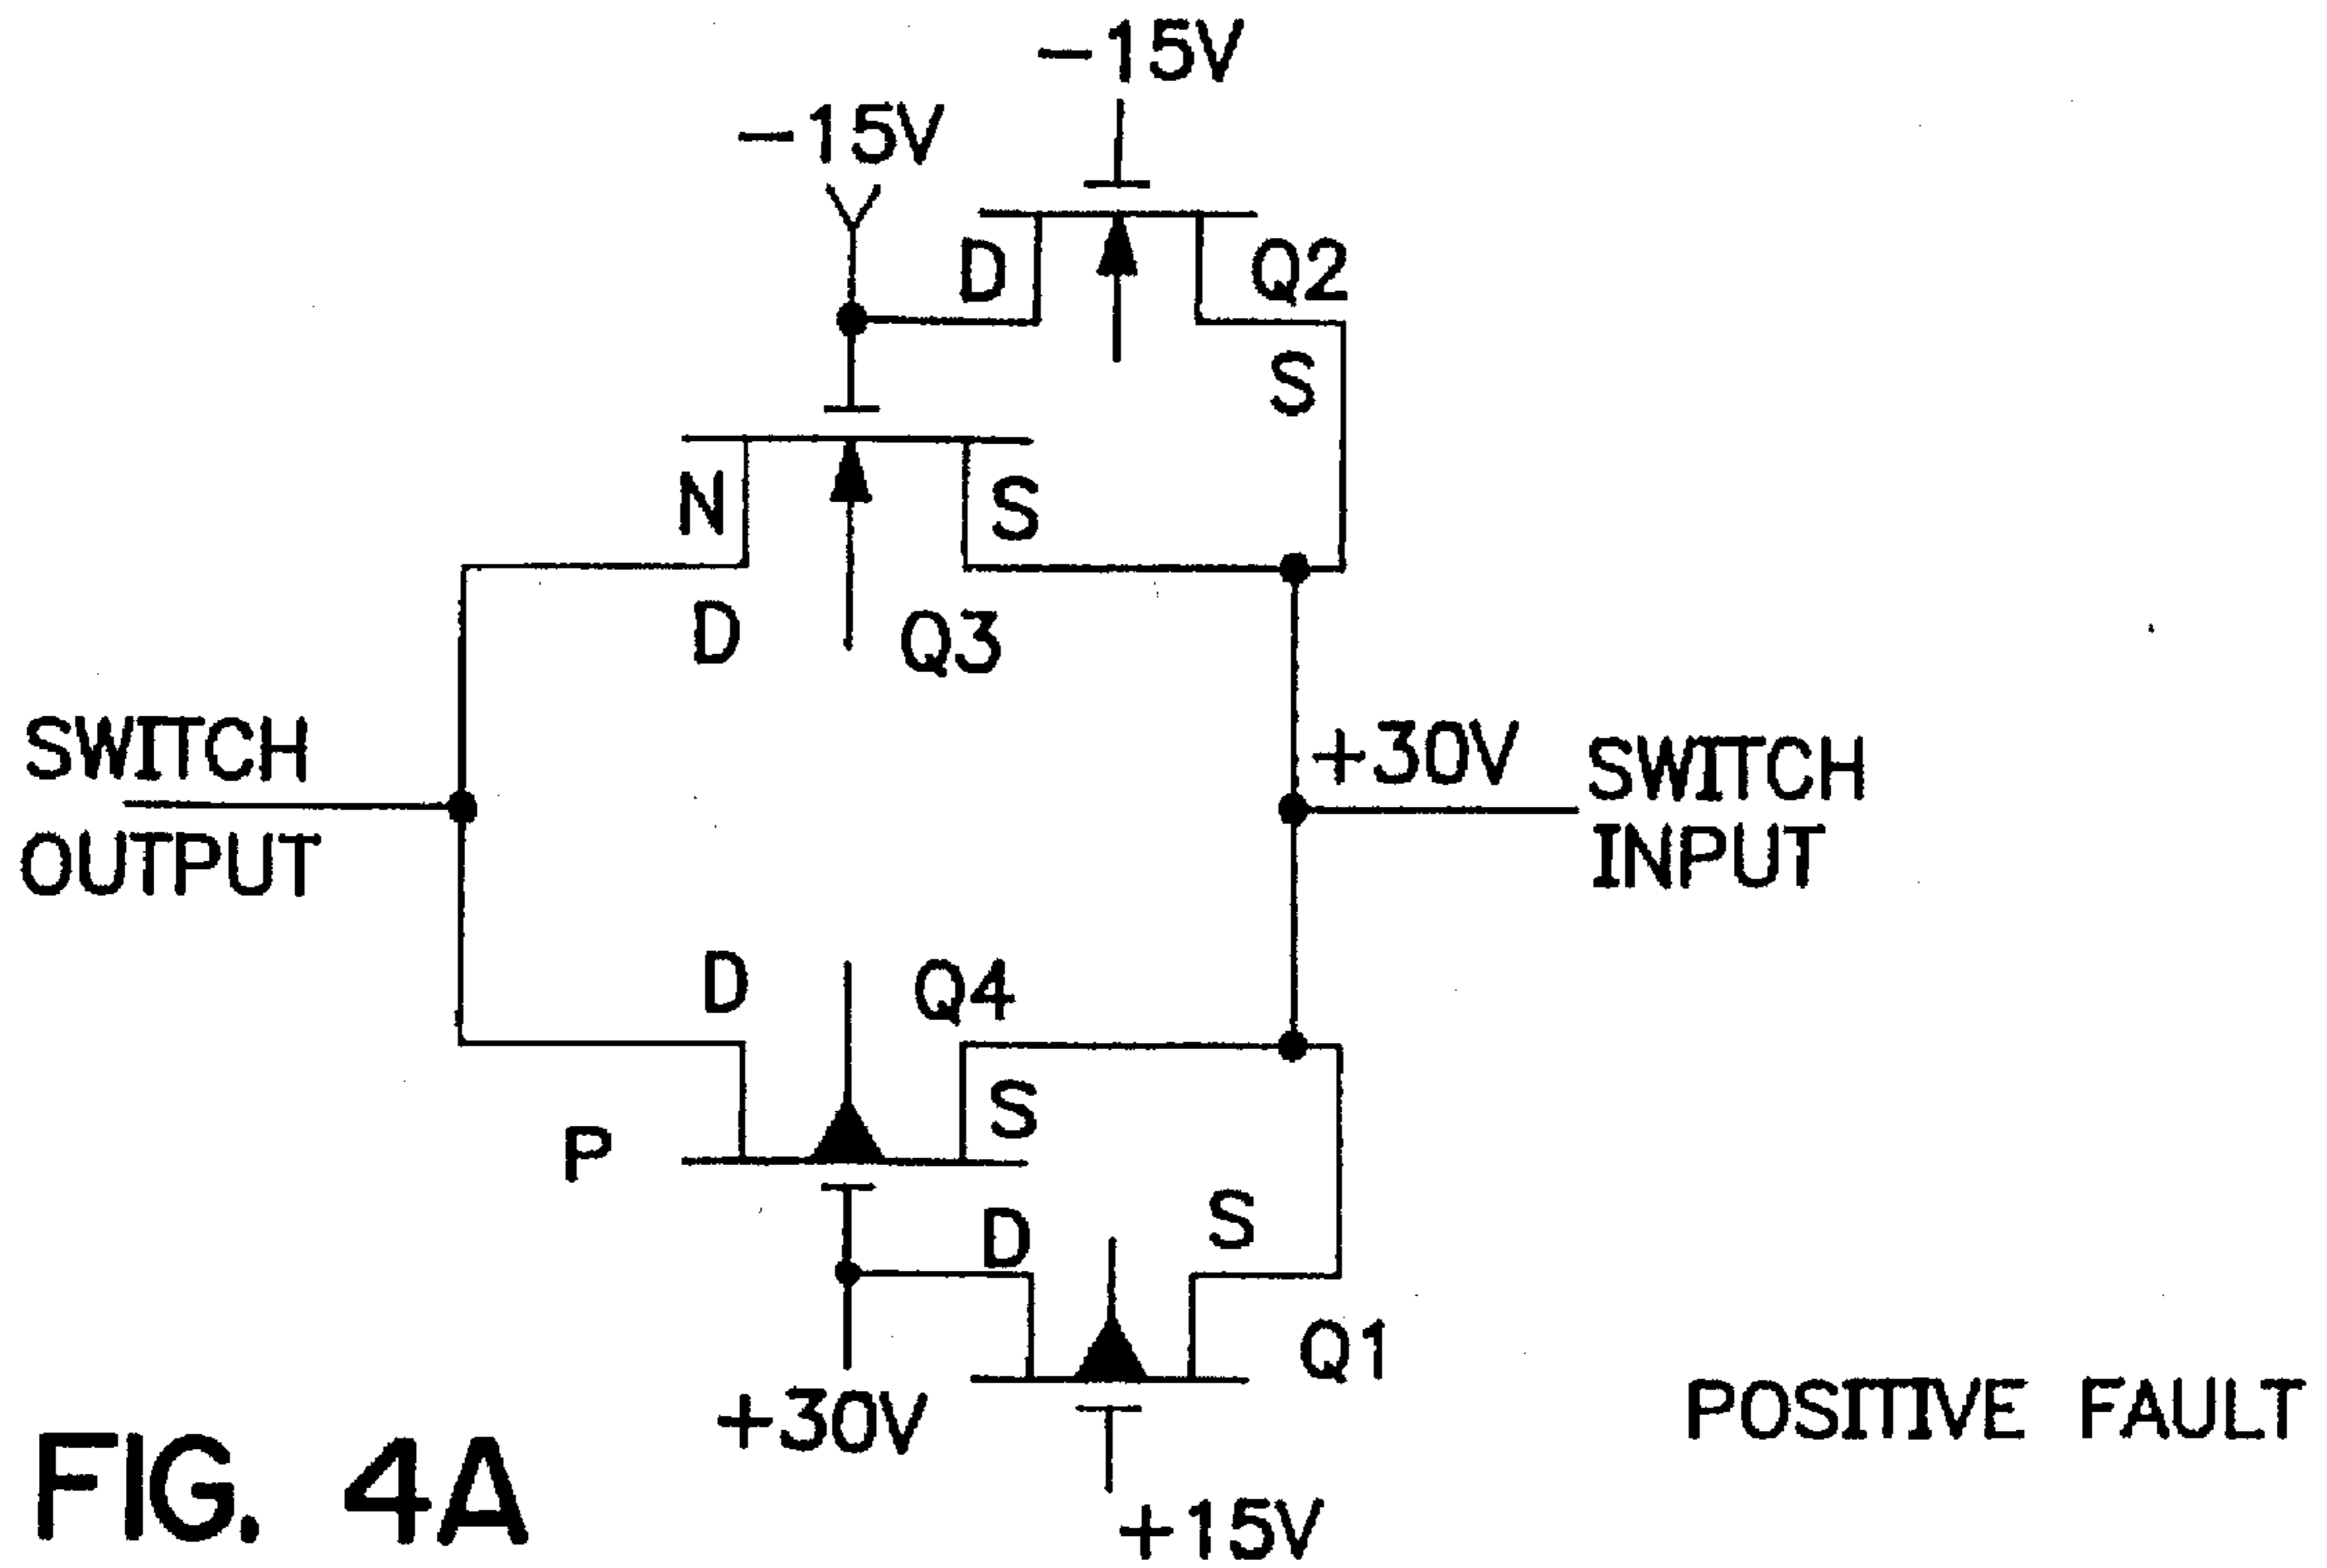 −15V
−15V
D
Q2
S
N
S
D
Q3
SWITCH
OUTPUT
+30V
SWITCH
INPUT
D
Q4
S
P
D
S
Q1
+30V
+15V
POSITIVE FAULT
FIG. 4A